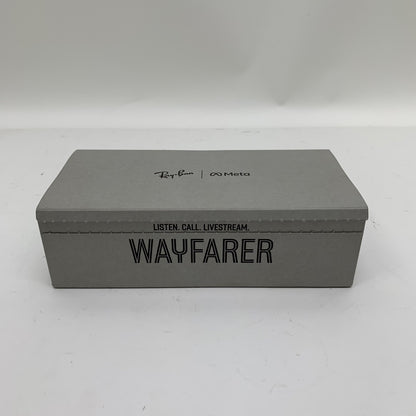 Ray-Ban | Meta
LISTEN. CALL. LIVESTREAM.
WAYFARER